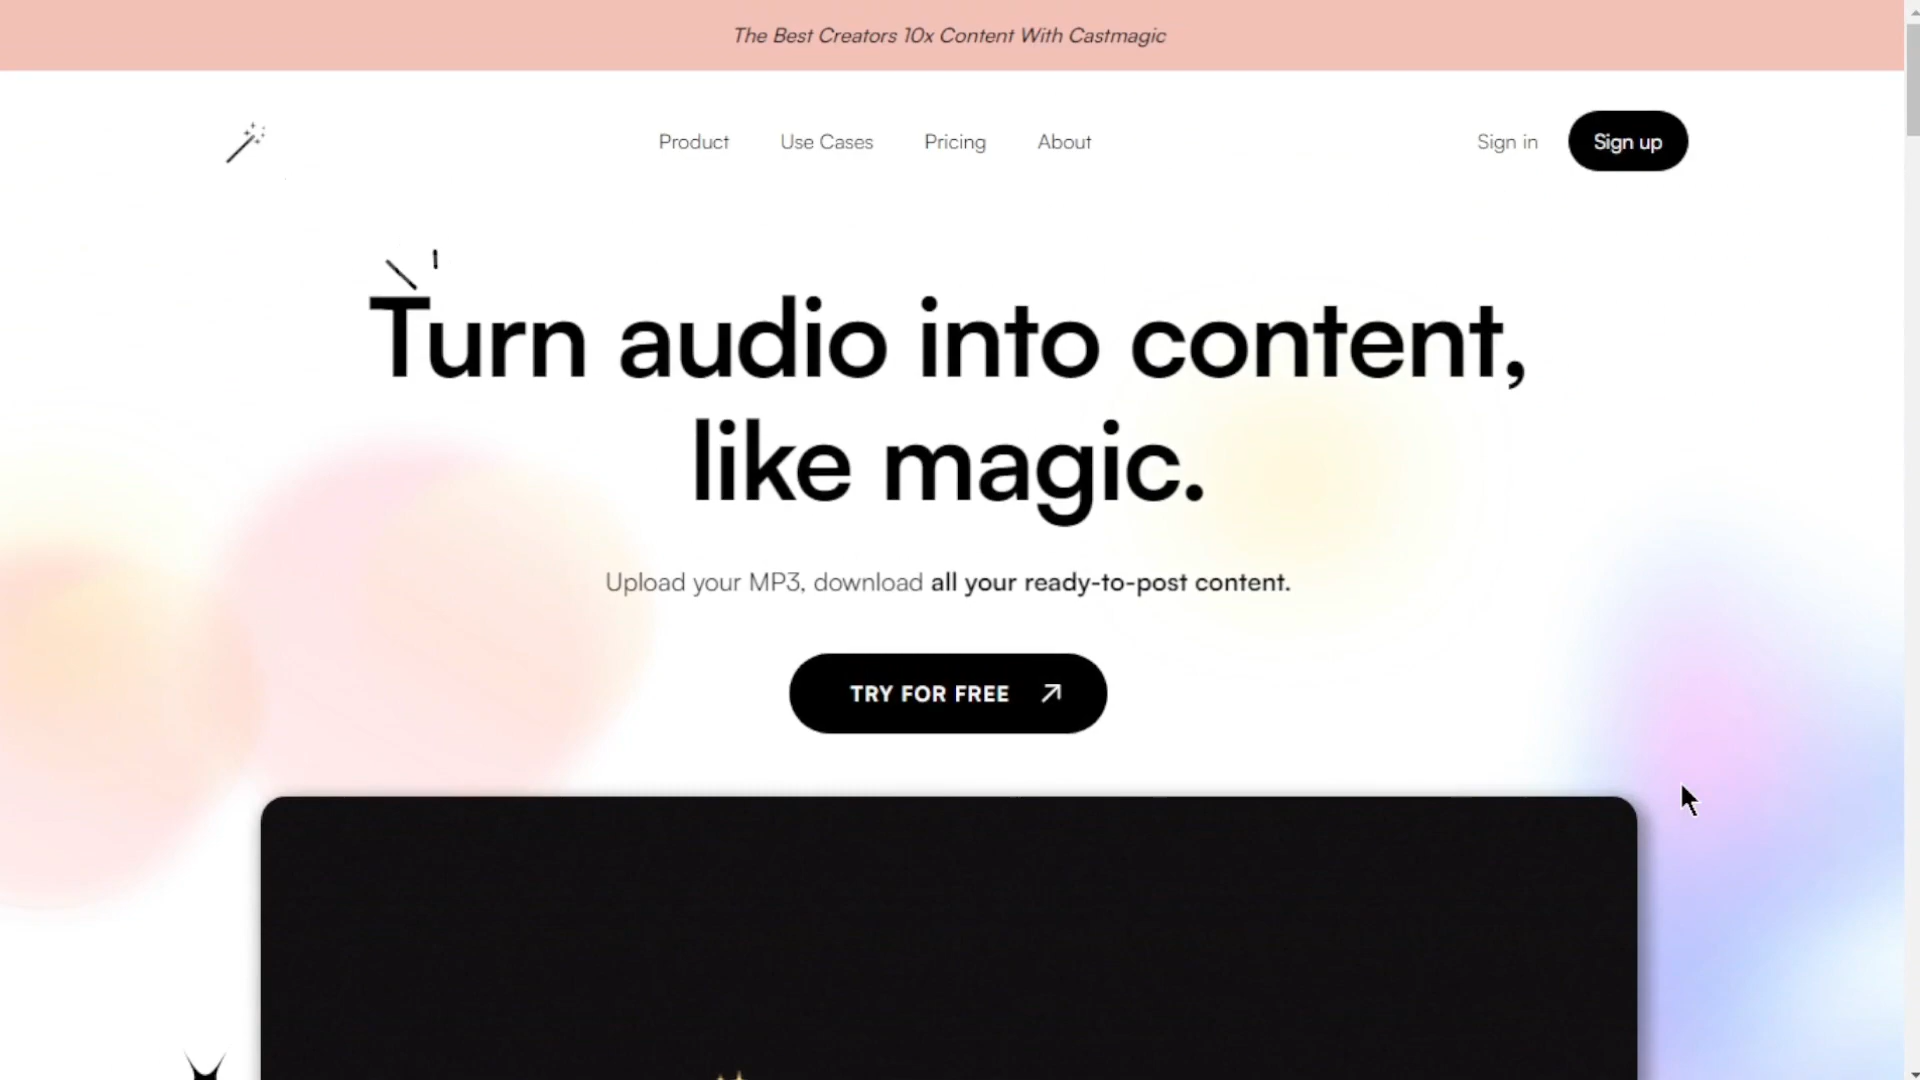 The Best Creators 10x Content With Castmagic
Product Use Cases Pricing About Sign in Sign up
Turn audio into content,
like magic.
Upload your MP3, download all your ready-to-post content.
TRY FOR FREE